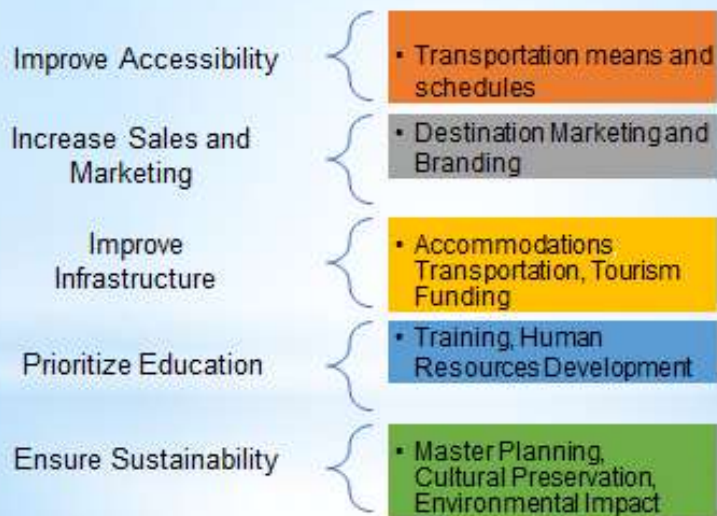 Improve Accessibility
• Transportation means and
schedules
Increase Sales and
Marketing
• Destination Marketing and
Branding
Improve
Infrastructure
• Accommodations
Transportation, Tourism
Funding
Prioritize Education
• Training, Human
Resources Development
Ensure Sustainability
• Master Planning,
Cultural Preservation,
Environmental Impact